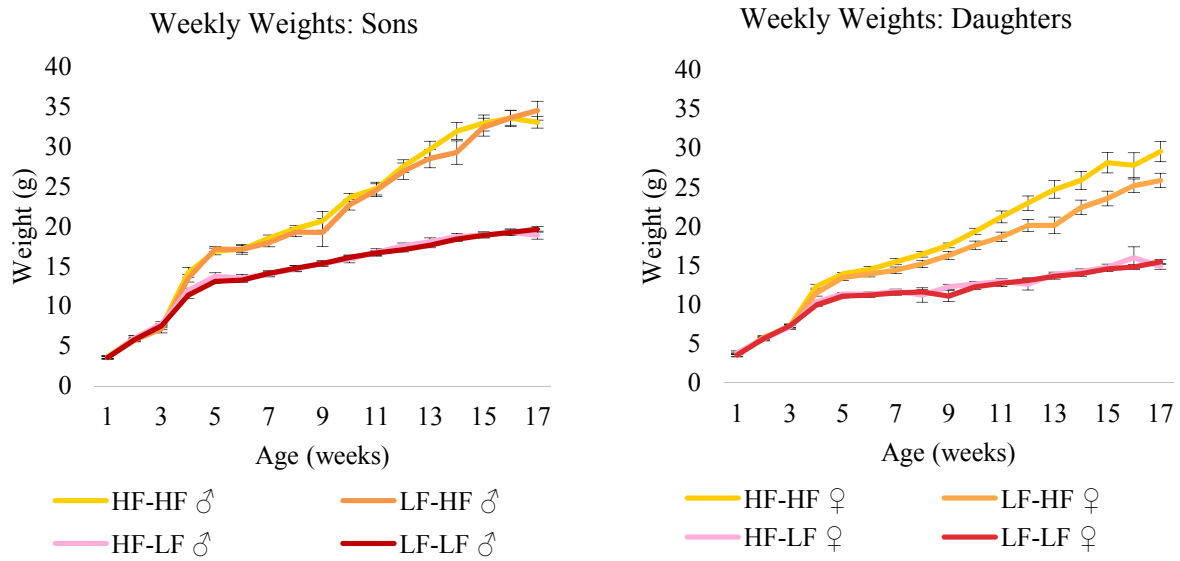 Weekly Weights: Sons
Weight (g)
40
35
30
25
20
15
10
5
0
1 3 5 7 9 11 13 15 17
Age (weeks)
HF-HF ♂ LF-HF ♂
HF-LF ♂ LF-LF ♂
Weekly Weights: Daughters
Weight (g)
40
35
30
25
20
15
10
5
0
1 3 5 7 9 11 13 15 17
Age (weeks)
HF-HF ♀ LF-HF ♀
HF-LF ♀ LF-LF ♀